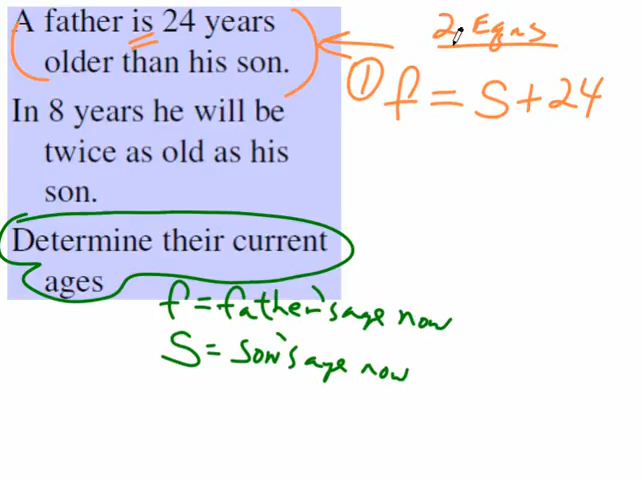 A father is 24 years
older than his son.
In 8 years he will be
twice as old as his
son.
Determine their current
ages
2 Eqns
① f = S + 24
f = father's age now
S = son's age now